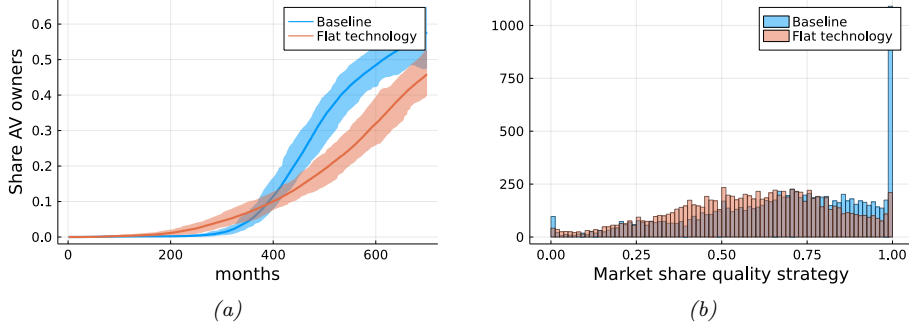 Baseline
Flat technology
Share AV owners
0.6
0.5
0.4
0.3
0.2
0.1
0.0
0 200 400 600
months
(a)
Baseline
Flat technology
1000
750
500
250
0
0.00 0.25 0.50 0.75 1.00
Market share quality strategy
(b)